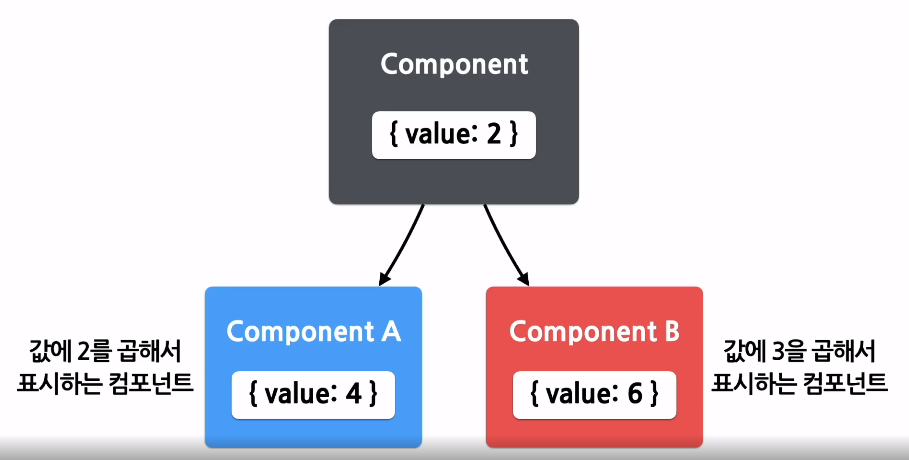 Component
{ value: 2 }
Component A
{ value: 4 }
값에 2를 곱해서
표시하는 컴포넌트
Component B
{ value: 6 }
값에 3을 곱해서
표시하는 컴포넌트